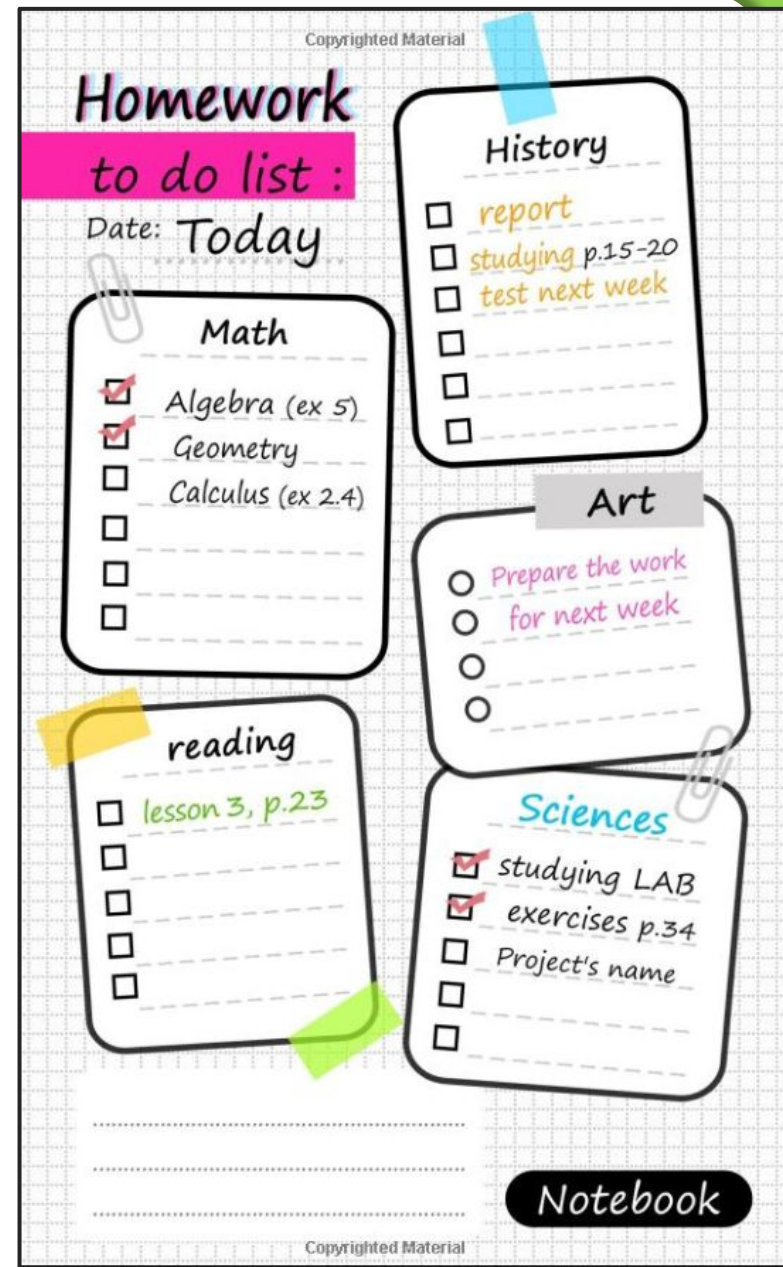 Copyrighted Material
Homework
to do list :
Date: Today
Math
Algebra (ex 5)
Geometry
Calculus (ex 2.4)
reading
lesson 3, p.23
History
report
studying p.15-20
test next week
Art
Prepare the work
for next week
Sciences
studying LAB
exercises p.34
Project's name
Notebook
Copyrighted Material